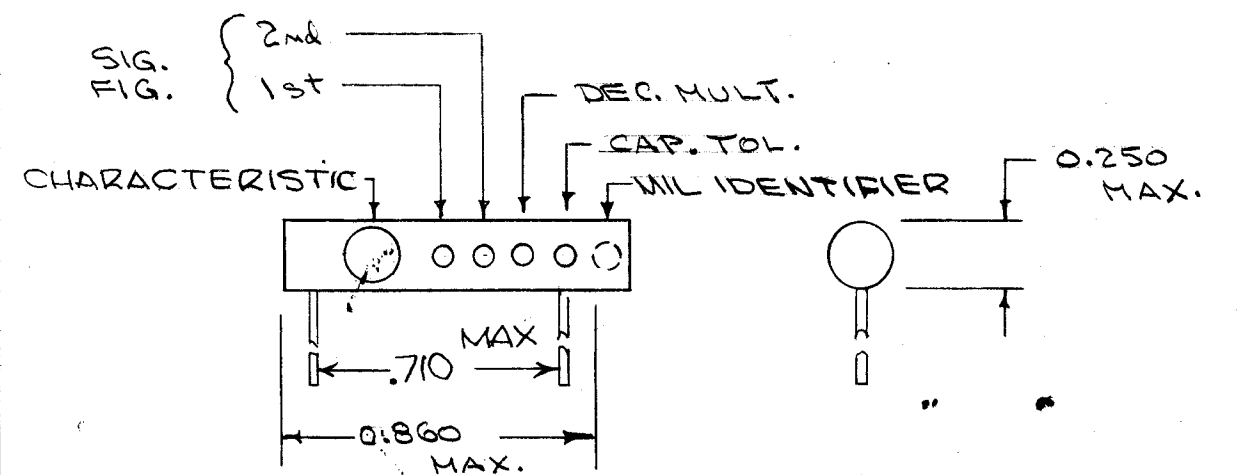 SIG.
FIG.
2nd
1st
DEC. MULT.
CAP. TOL.
CHARACTERISTIC
MIL IDENTIFIER
0.250
MAX.
MAX
.710
0.860
MAX.